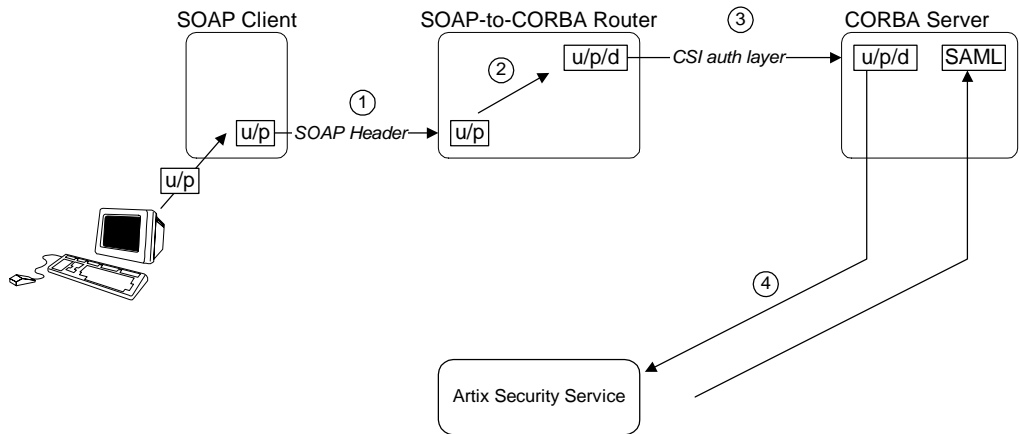 SOAP Client
SOAP-to-CORBA Router
3
CORBA Server
u/p/d
CSI auth layer
u/p/d
SAML
2
1
u/p
SOAP Header
u/p
u/p
4
Artix Security Service